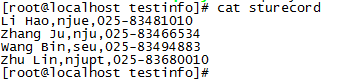 [root@localhost testinfo]# cat sturecord
Li Hao,njue,025-83481010
Zhang Ju,nju,025-83466534
Wang Bin,seu,025-83494883
Zhu Lin,njupt,025-83680010
[root@localhost testinfo]#